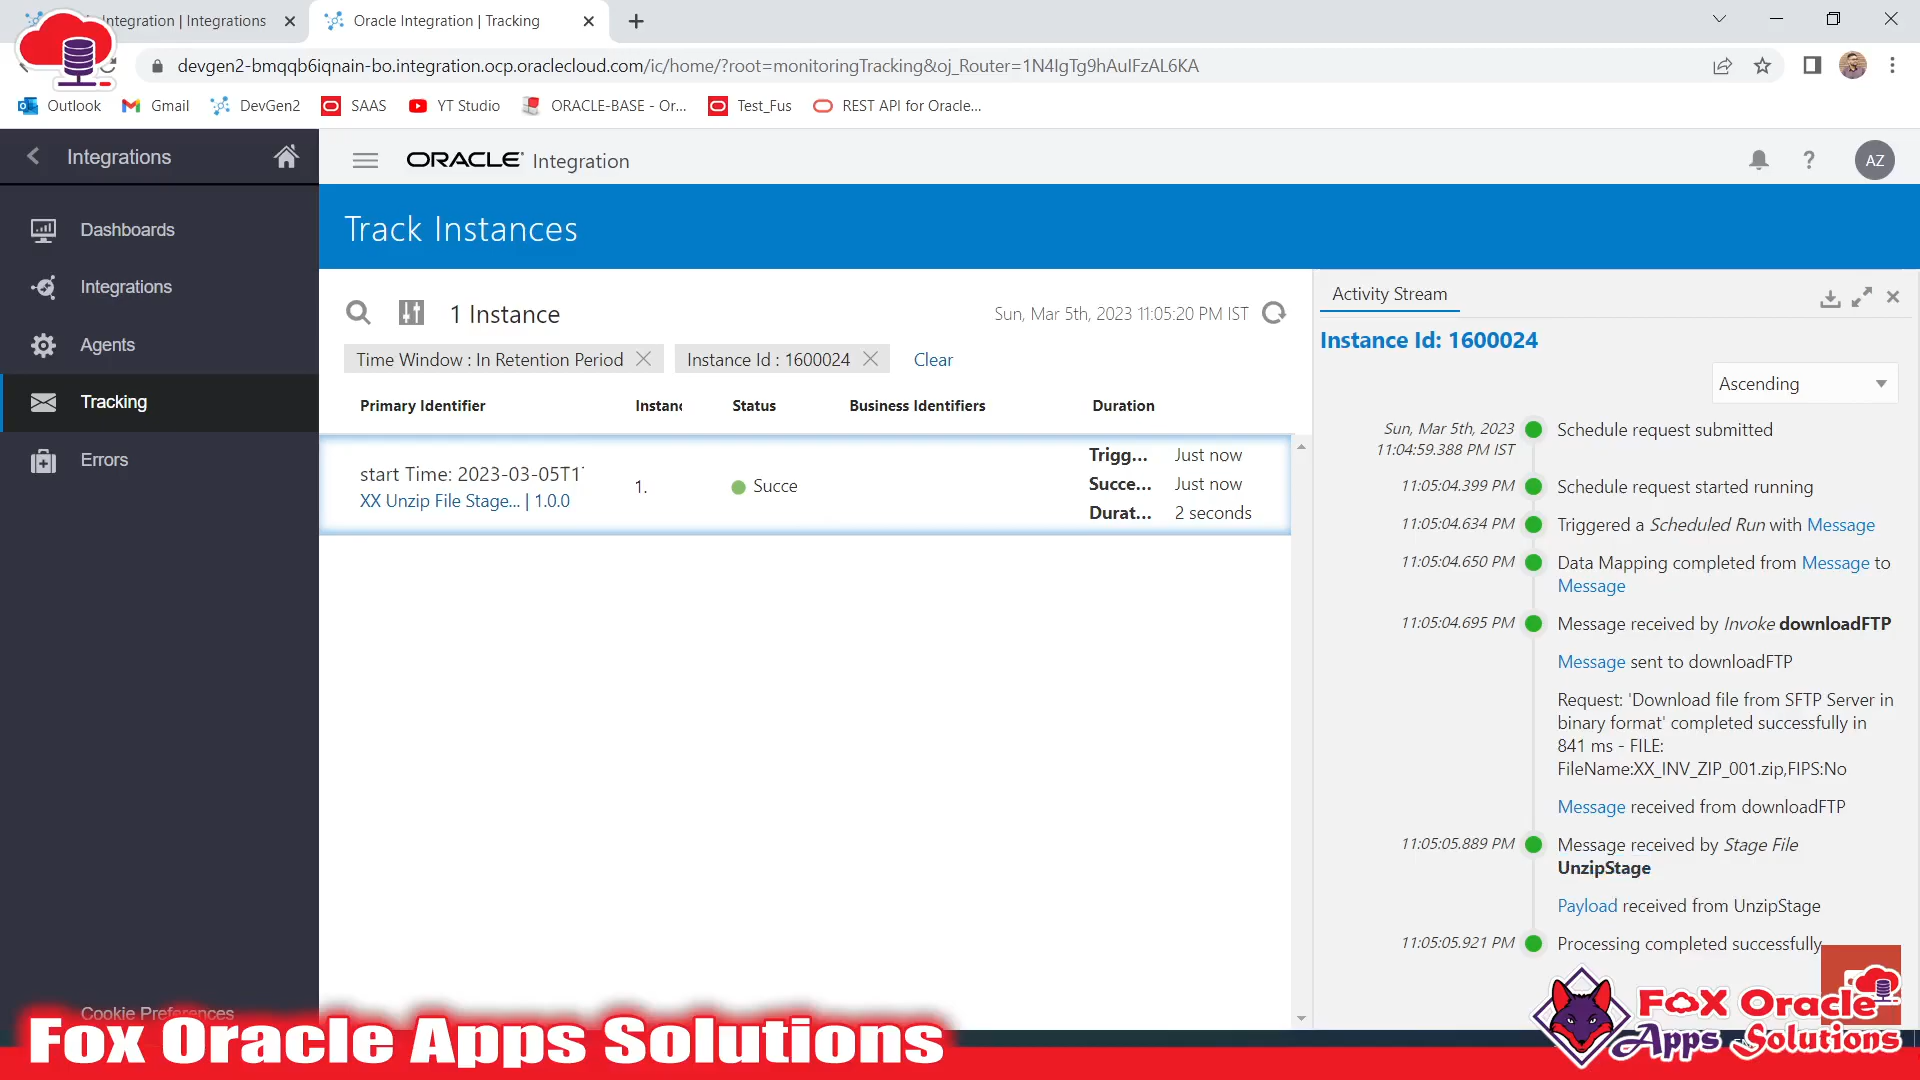 Integration | Integrations
Oracle Integration | Tracking
devgen2-bmqqb6iqnain-bo.integration.ocp.oraclecloud.com/ic/home/?root=monitoringTracking&oj_Router=1N4IgTg9hAuIFzAL6KA
Outlook
Gmail
DevGen2
SAAS
YT Studio
ORACLE-BASE - Or...
Test_Fus
REST API for Oracle...
Integrations
ORACLE Integration
?
AZ
Dashboards
Integrations
Agents
Tracking
Errors
Cookie Preferences
Track Instances
1 Instance
Sun, Mar 5th, 2023 11:05:20 PM IST
Time Window : In Retention Period
Instance Id : 1600024
Clear
Primary Identifier
Instanc
Status
Business Identifiers
Duration
start Time: 2023-03-05T1
XX Unzip File Stage... | 1.0.0
1.
Succe
Trigg... Just now
Succe... Just now
Durat... 2 seconds
Activity Stream
Instance Id: 1600024
Ascending
Sun, Mar 5th, 2023
11:04:59.388 PM IST
Schedule request submitted
11:05:04.399 PM Schedule request started running
11:05:04.634 PM Triggered a Scheduled Run with Message
11:05:04.650 PM Data Mapping completed from Message to
Message
11:05:04.695 PM Message received by Invoke downloadFTP
Message sent to downloadFTP
Request: 'Download file from SFTP Server in
binary format' completed successfully in
841 ms - FILE:
FileName:XX_INV_ZIP_001.zip,FIPS:No
Message received from downloadFTP
11:05:05.889 PM Message received by Stage File
UnzipStage
Payload received from UnzipStage
11:05:05.921 PM Processing completed successfully
Fox Oracle Apps Solutions
Fox Oracle
Apps Solutions